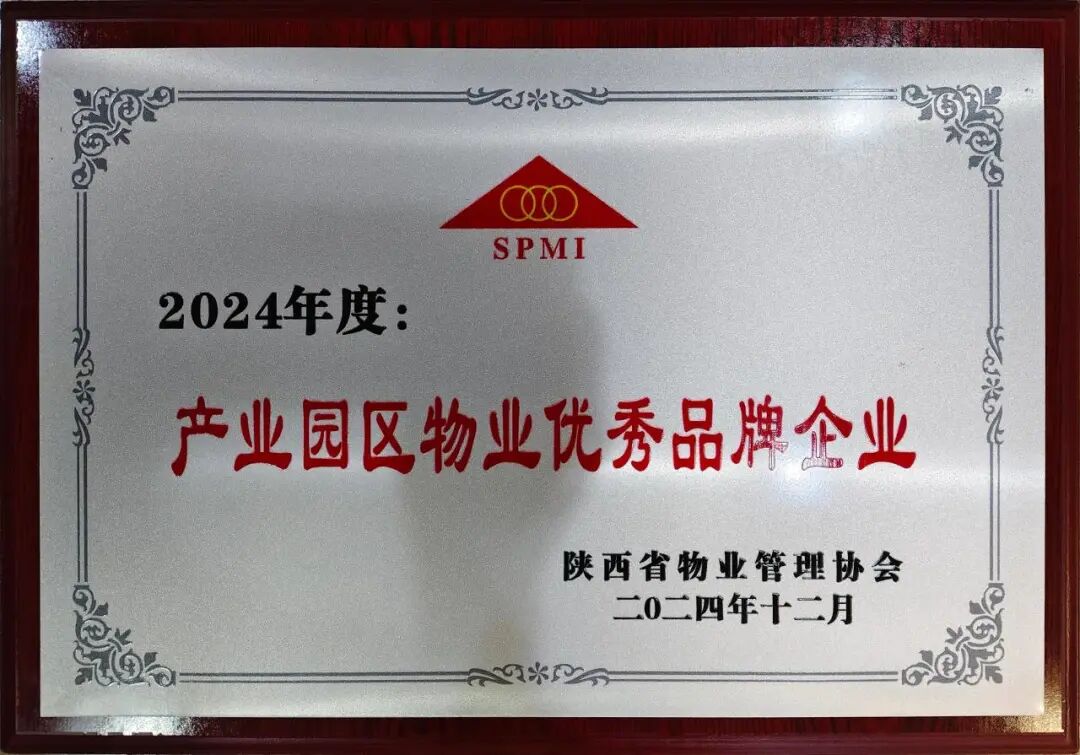 SPMI
2024年度：
产业园区物业优秀品牌企业
陕西省物业管理协会
二0二四年十二月